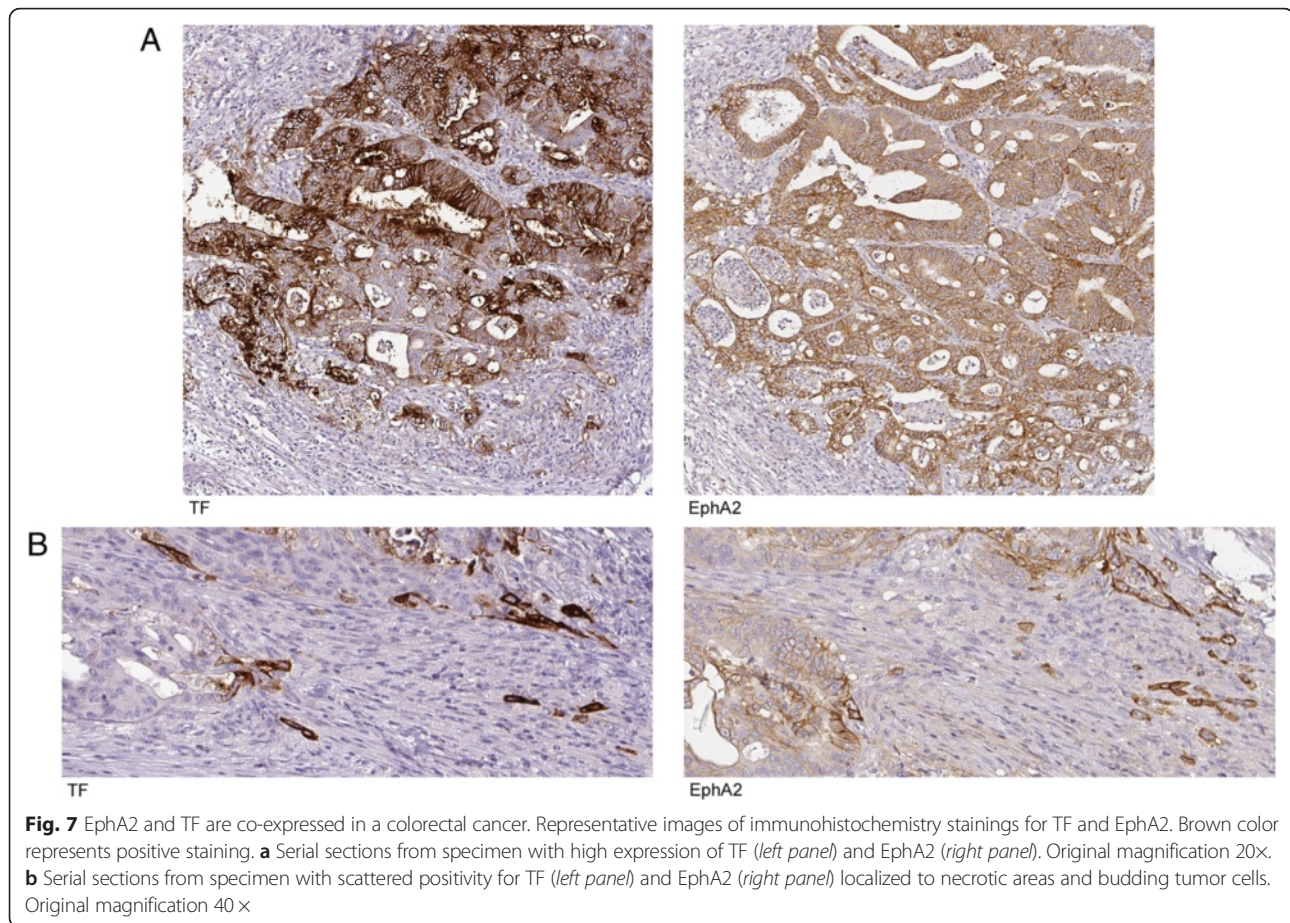 A
TF
EphA2
B
TF
EphA2
Fig. 7 EphA2 and TF are co-expressed in a colorectal cancer. Representative images of immunohistochemistry stainings for TF and EphA2. Brown color
represents positive staining. a Serial sections from specimen with high expression of TF (left panel) and EphA2 (right panel). Original magnification 20×.
b Serial sections from specimen with scattered positivity for TF (left panel) and EphA2 (right panel) localized to necrotic areas and budding tumor cells.
Original magnification 40 ×